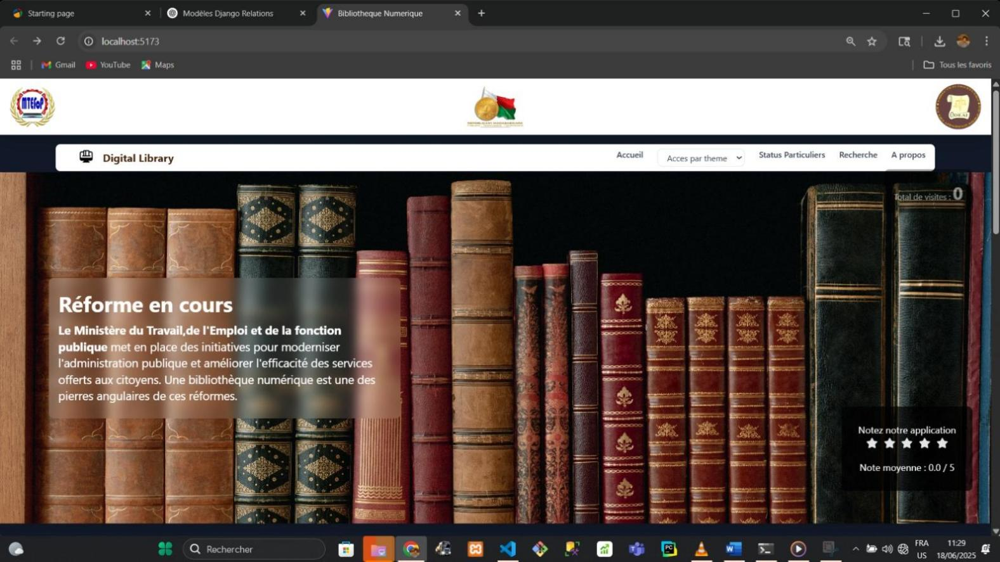 Starting page
Modèles Django Relations
Bibliotheque Numerique
localhost:5173
Gmail
YouTube
Maps
Tous les favoris
MTEFoP
Digital Library
Accueil
Acces par theme
Status Particuliers
Recherche
A propos
Total de visites : 0
Réforme en cours
Le Ministère du Travail,de l'Emploi et de la fonction
publique met en place des initiatives pour moderniser
l'administration publique et améliorer l'efficacité des services
offerts aux citoyens. Une bibliothèque numérique est une des
pierres angulaires de ces réformes.
Notez notre application
Note moyenne : 0.0 / 5
Rechercher
FRA
US
11:29
18/06/2025